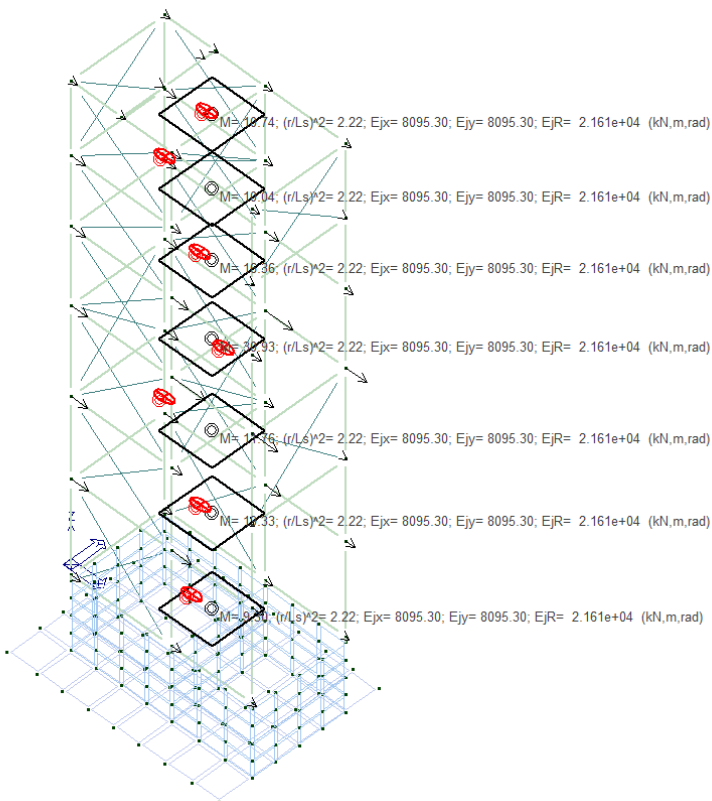 M= 10.74; (r/Ls)^2= 2.22; Ejx= 8095.30; Ejy= 8095.30; EjR= 2.161e+04 (kN,m,rad)
M= (r/Ls)^2= 2.22; Ejx= 8095.30; Ejy= 8095.30; EjR= 2.161e+04 (kN,m,rad)
M= (r/Ls)^2= 2.22; Ejx= 8095.30; Ejy= 8095.30; EjR= 2.161e+04 (kN,m,rad)
(r/Ls)^2= 2.22; Ejx= 8095.30; Ejy= 8095.30; EjR= 2.161e+04 (kN,m,rad)
M= (r/Ls)^2= 2.22; Ejx= 8095.30; Ejy= 8095.30; EjR= 2.161e+04 (kN,m,rad)
Z
M= (r/Ls)^2= 2.22; Ejx= 8095.30; Ejy= 8095.30; EjR= 2.161e+04 (kN,m,rad)
M= (r/Ls)^2= 2.22; Ejx= 8095.30; Ejy= 8095.30; EjR= 2.161e+04 (kN,m,rad)